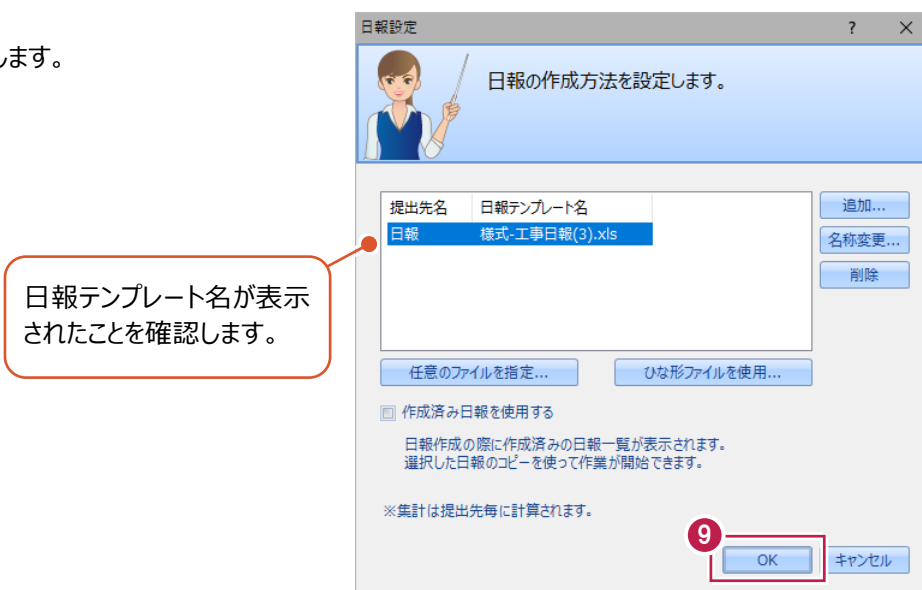 します。
日報テンプレート名が表示
されたことを確認します。
日報設定
? ×
日報の作成方法を設定します。
提出先名 日報テンプレート名
日報 様式-工事日報(3).xls
追加...
名称変更...
削除
任意のファイルを指定... ひな形ファイルを使用...
作成済み日報を使用する
日報作成の際に作成済みの日報一覧が表示されます。
選択した日報のコピーを使って作業が開始できます。
※集計は提出先毎に計算されます。
9
OK キャンセル